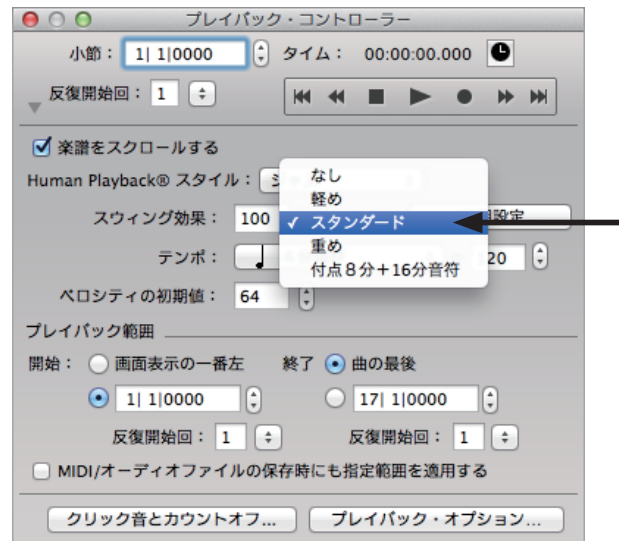 プレイバック・コントローラー
小節： 1| 1|0000 タイム： 00:00:00.000
反復開始回： 1
楽譜をスクロールする
Human Playback® スタイル：
なし
軽め
スウィング効果： 100 ✓ スタンダード
重め
テンポ： 20
付点８分＋16分音符
ベロシティの初期値： 64
プレイバック範囲
開始： 画面表示の一番左 終了 曲の最後
1| 1|0000 17| 1|0000
反復開始回： 1 反復開始回： 1
MIDI/オーディオファイルの保存時にも指定範囲を適用する
クリック音とカウントオフ... プレイバック・オプション...